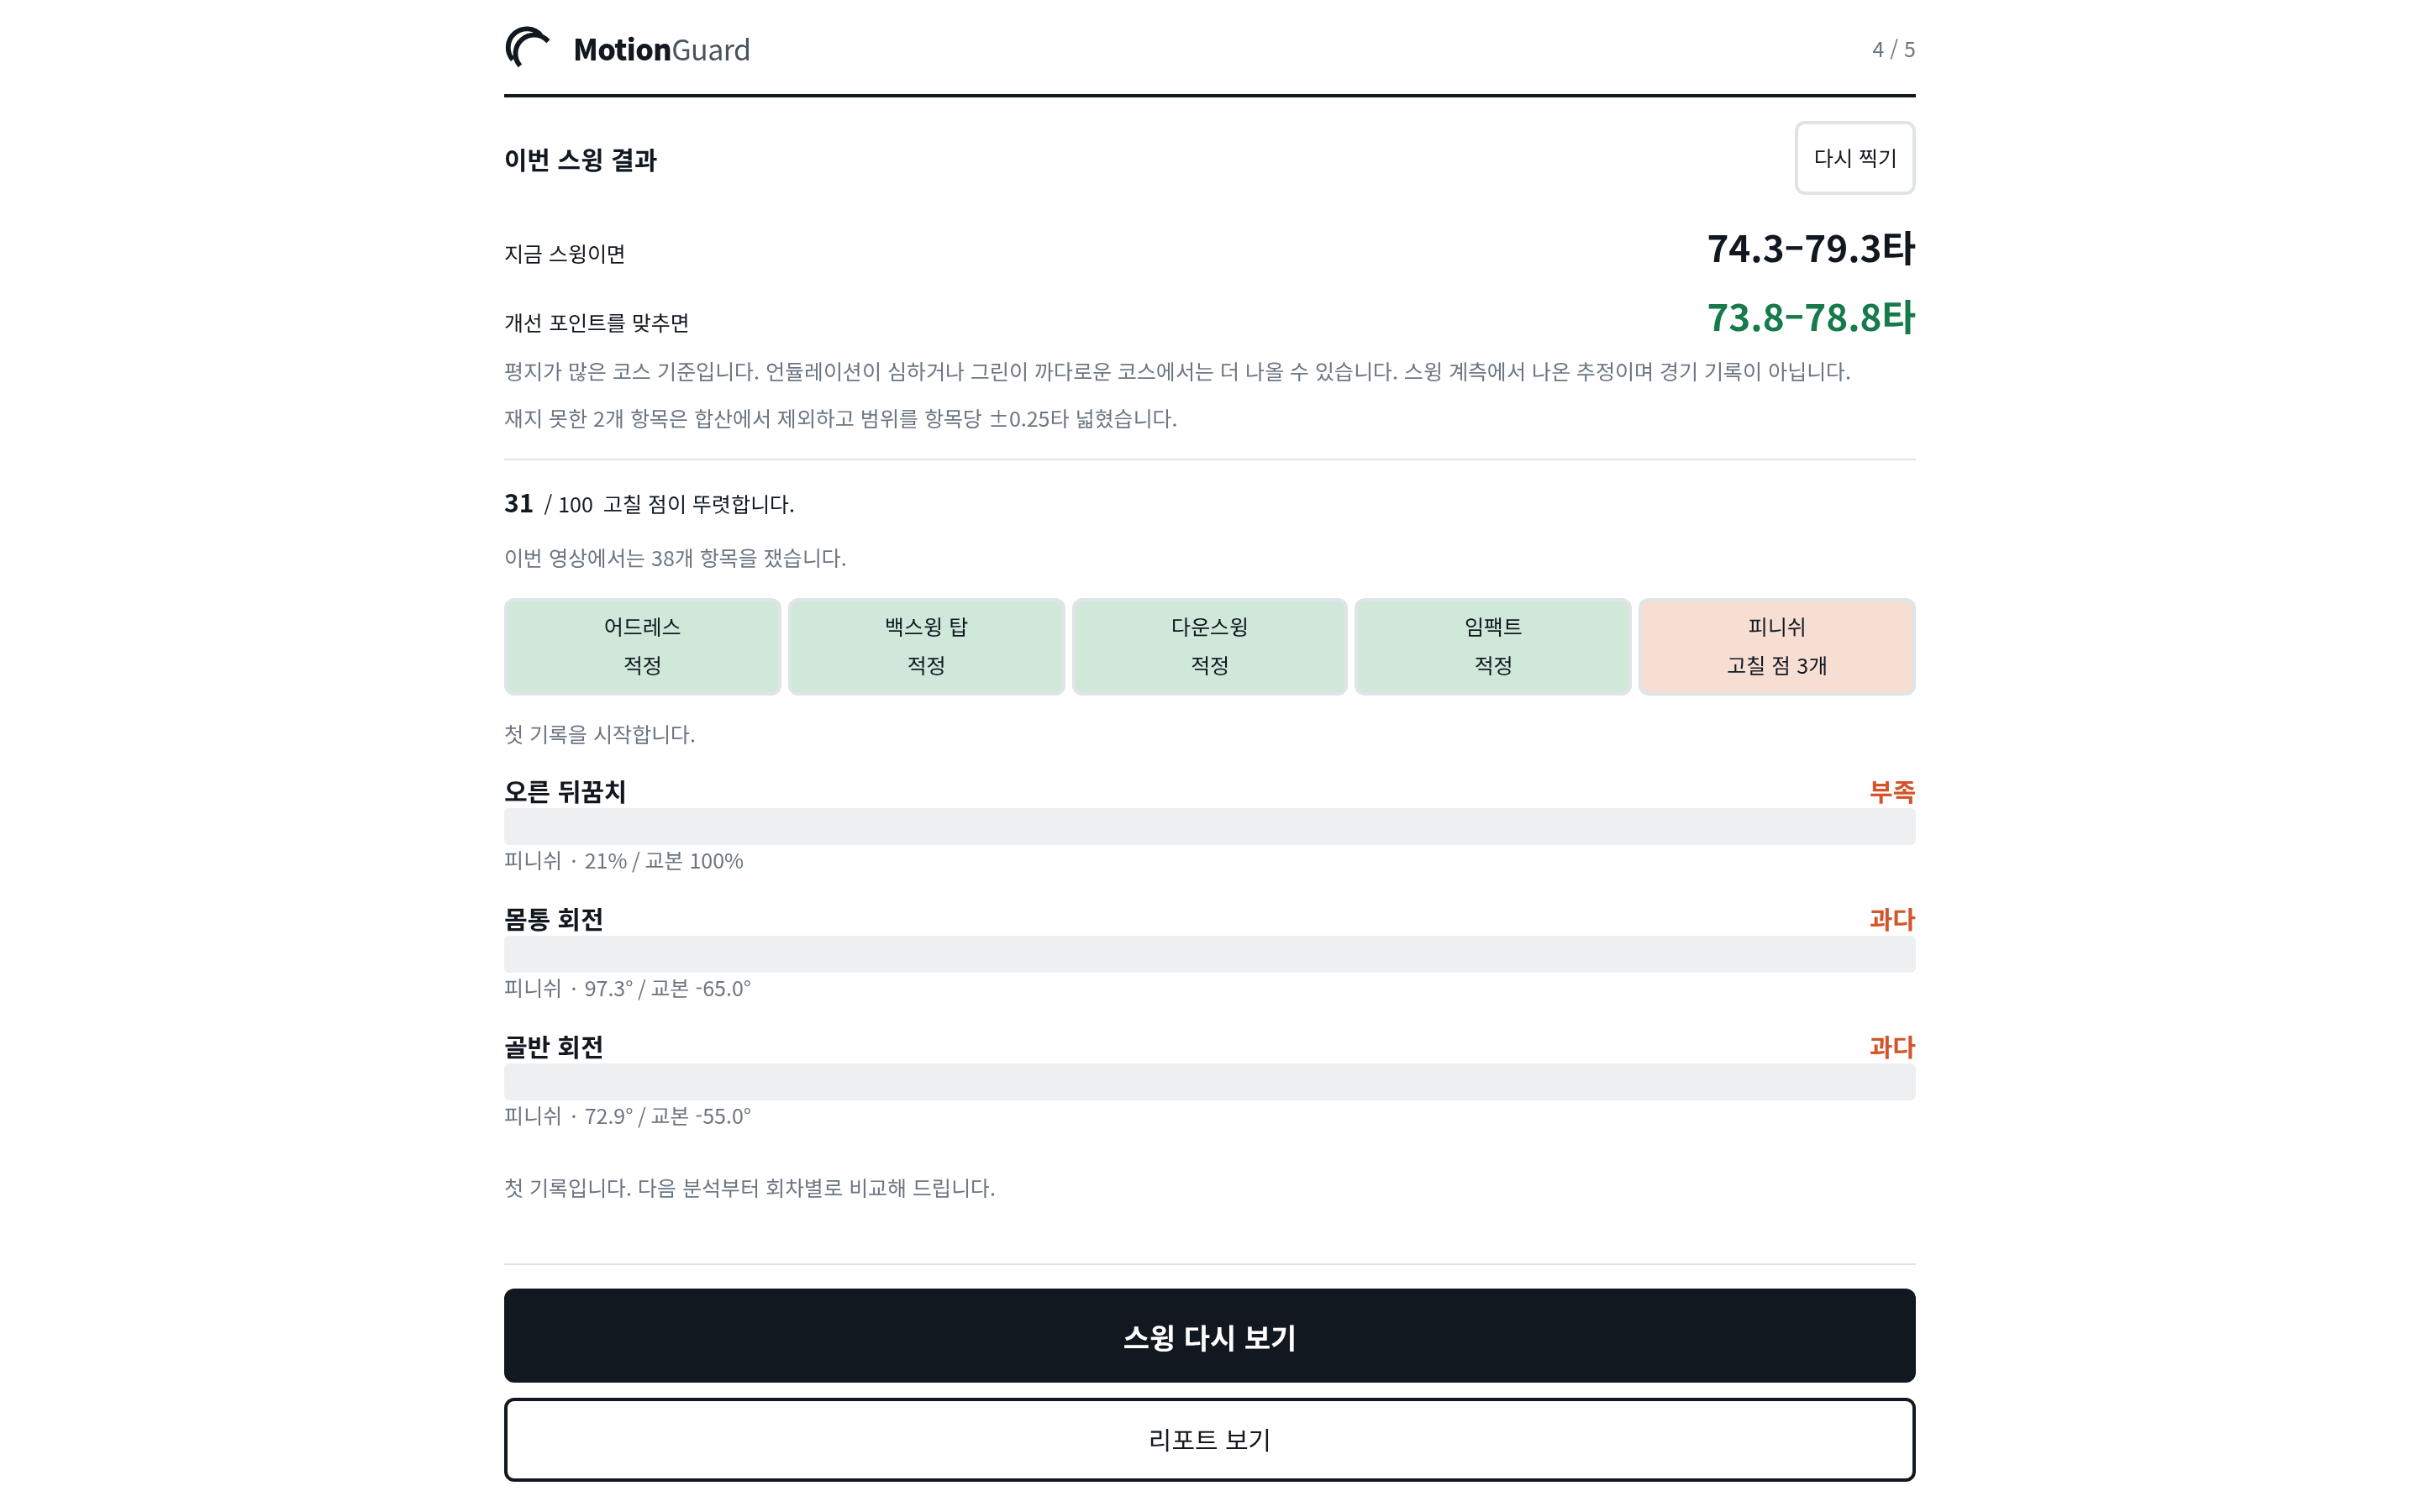 MotionGuard
4 / 5
이번 스윙 결과
다시 찍기
지금 스윙이면
74.3–79.3타
개선 포인트를 맞추면
73.8–78.8타
평지가 많은 코스 기준입니다. 언듈레이션이 심하거나 그린이 까다로운 코스에서는 더 나올 수 있습니다. 스윙 계측에서 나온 추정이며 경기 기록이 아닙니다.
재지 못한 2개 항목은 합산에서 제외하고 범위를 항목당 ±0.25타 넓혔습니다.
31 / 100 고칠 점이 뚜렷합니다.
이번 영상에서는 38개 항목을 쟀습니다.
어드레스
적정
백스윙 탑
적정
다운스윙
적정
임팩트
적정
피니쉬
고칠 점 3개
첫 기록을 시작합니다.
오른 뒤꿈치
부족
피니쉬 · 21% / 교본 100%
몸통 회전
과다
피니쉬 · 97.3° / 교본 -65.0°
골반 회전
과다
피니쉬 · 72.9° / 교본 -55.0°
첫 기록입니다. 다음 분석부터 회차별로 비교해 드립니다.
스윙 다시 보기
리포트 보기